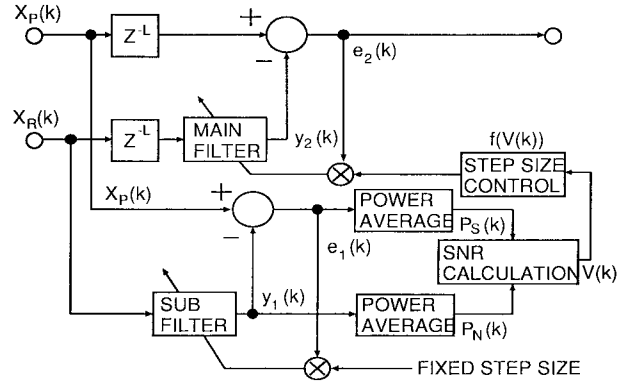 X_P(k)
Z^-L
+
−
e_2(k)
X_R(k)
Z^-L
MAIN
FILTER
y_2(k)
f(V(k))
STEP SIZE
CONTROL
X_P(k)
+
−
e_1(k)
POWER
AVERAGE
P_S(k)
SNR
CALCULATION
V(k)
SUB
FILTER
y_1(k)
POWER
AVERAGE
P_N(k)
FIXED STEP SIZE